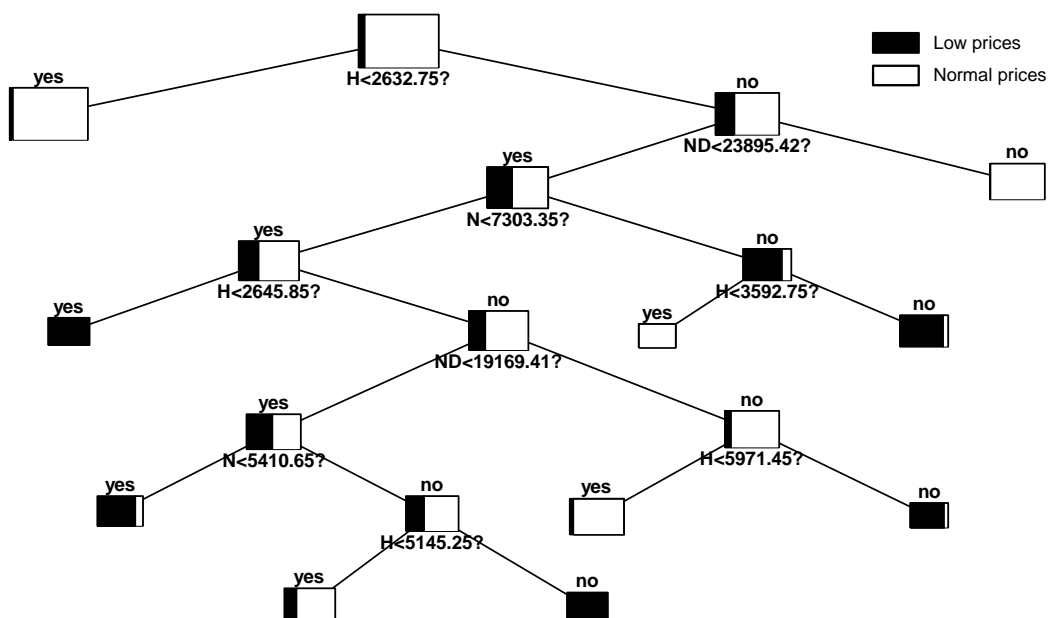 Low prices
yes
H<2632.75?
Normal prices
no
ND<23895.42?
yes
no
N<7303.35?
yes
no
H<2645.85?
H<3592.75?
yes
no
yes
no
ND<19169.41?
yes
no
N<5410.65?
H<5971.45?
yes
no
yes
no
H<5145.25?
yes
no